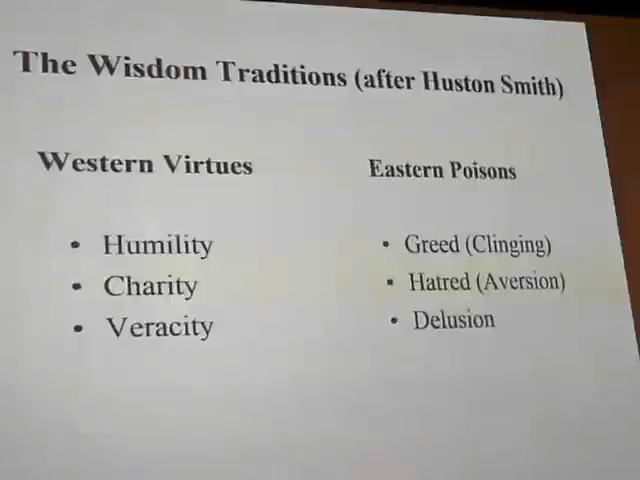 The Wisdom Traditions (after Huston Smith)
Western Virtues
• Humility
• Charity
• Veracity
Eastern Poisons
• Greed (Clinging)
• Hatred (Aversion)
• Delusion